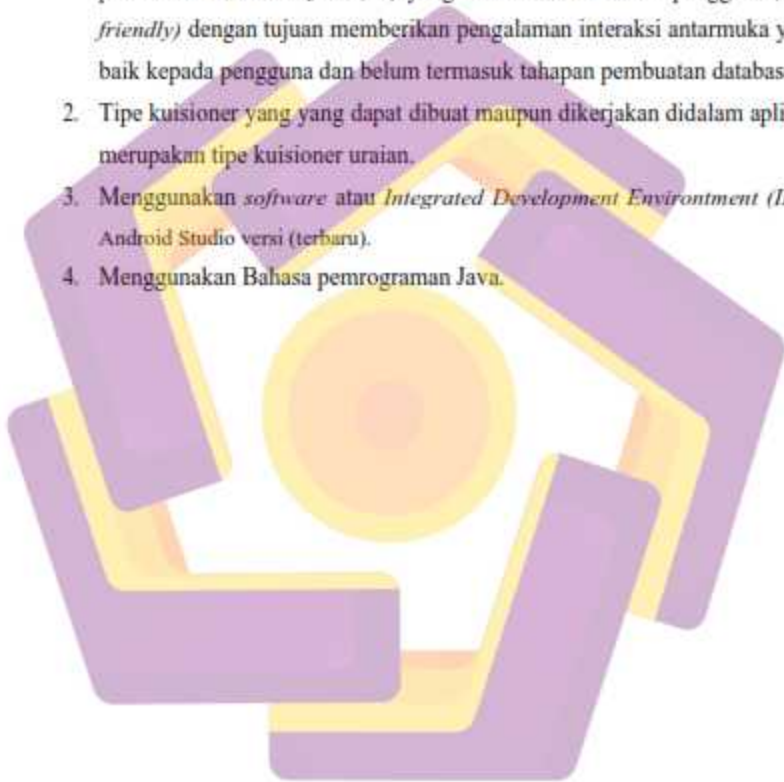 friendly) dengan tujuan memberikan pengalaman interaksi antarmuka
baik kepada pengguna dan belum termasuk tahapan pembuatan
2. Tipe kuisioner yang yang dapat dibuat maupun dikerjakan didalam
merupakan tipe kuisioner uraian.
3. Menggunakan software atau Integrated Development Environtment
Android Studio versi (terbaru).
4. Menggunakan Bahasa pemrograman Java.